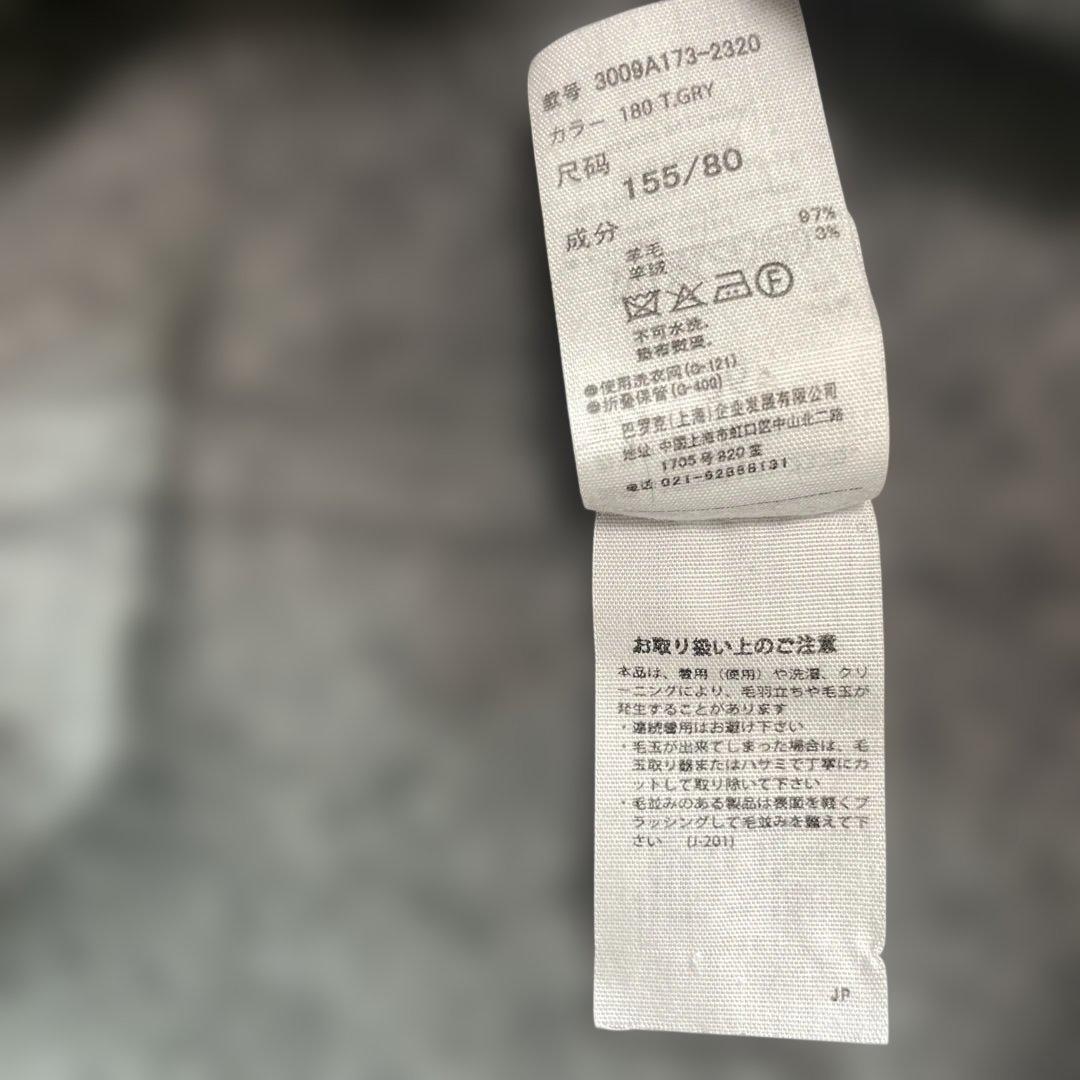 款号 3009A173-2320
カラー 180 T.GRY
尺码 155/80
成分
羊毛 97%
羊绒 3%
F
不可水洗.
垫布熨烫.
●使用洗衣网(G-121)
●折叠保管(G-400)
巴罗克(上海)企业发展有限公司
地址 中国上海市虹口区中山北二路
1705号820室
电话
お取り扱い上のご注意
本品は、着用(使用)や洗濯、クリ
ーニングにより、毛羽立ちや毛玉が
発生することがあります
・連続着用はお避け下さい
・毛玉が出来てしまった場合は、毛
玉取り器またはハサミで丁寧にカ
ットして取り除いて下さい
・毛並みのある製品は表面を軽くブ
ラッシングして毛並みを整えて下
さい (J-201)
JP